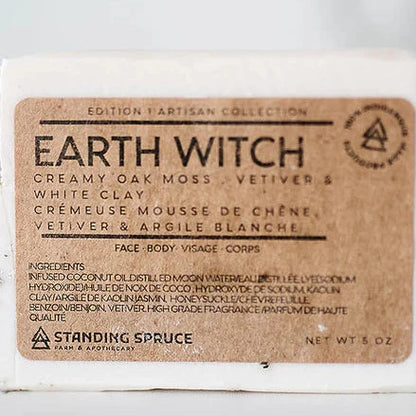 EDITION 1 ARTISAN COLLECTION
EARTH WITCH
CREAMY OAK MOSS VETIVER &
WHITE CLAY
CRÉMEUSE MOUSSE DE CHÊNE,
VETIVER & ARGILE BLANCHE
FACE · BODY · VISAGE · CORPS
INGREDIENTS
INFUSED COCONUT OIL, DISTILLED MOON WATER/EAU DISTILLÉE, LYE(SODIUM
HYDROXIDE)/HUILE DE NOIX DE COCO, HYDROXYDE DE SODIUM, KAOLIN
CLAY/ARGILE DE KAOLIN, JASMIN, HONEYSUCKLE/CHÈVREFEUILLE,
BENZOIN/BENJOIN, VETIVER, HIGH GRADE FRAGRANCE/PARFUM DE HAUTE
QUALITÉ
STANDING SPRUCE
FARM & APOTHECARY
NET WT 5 OZ